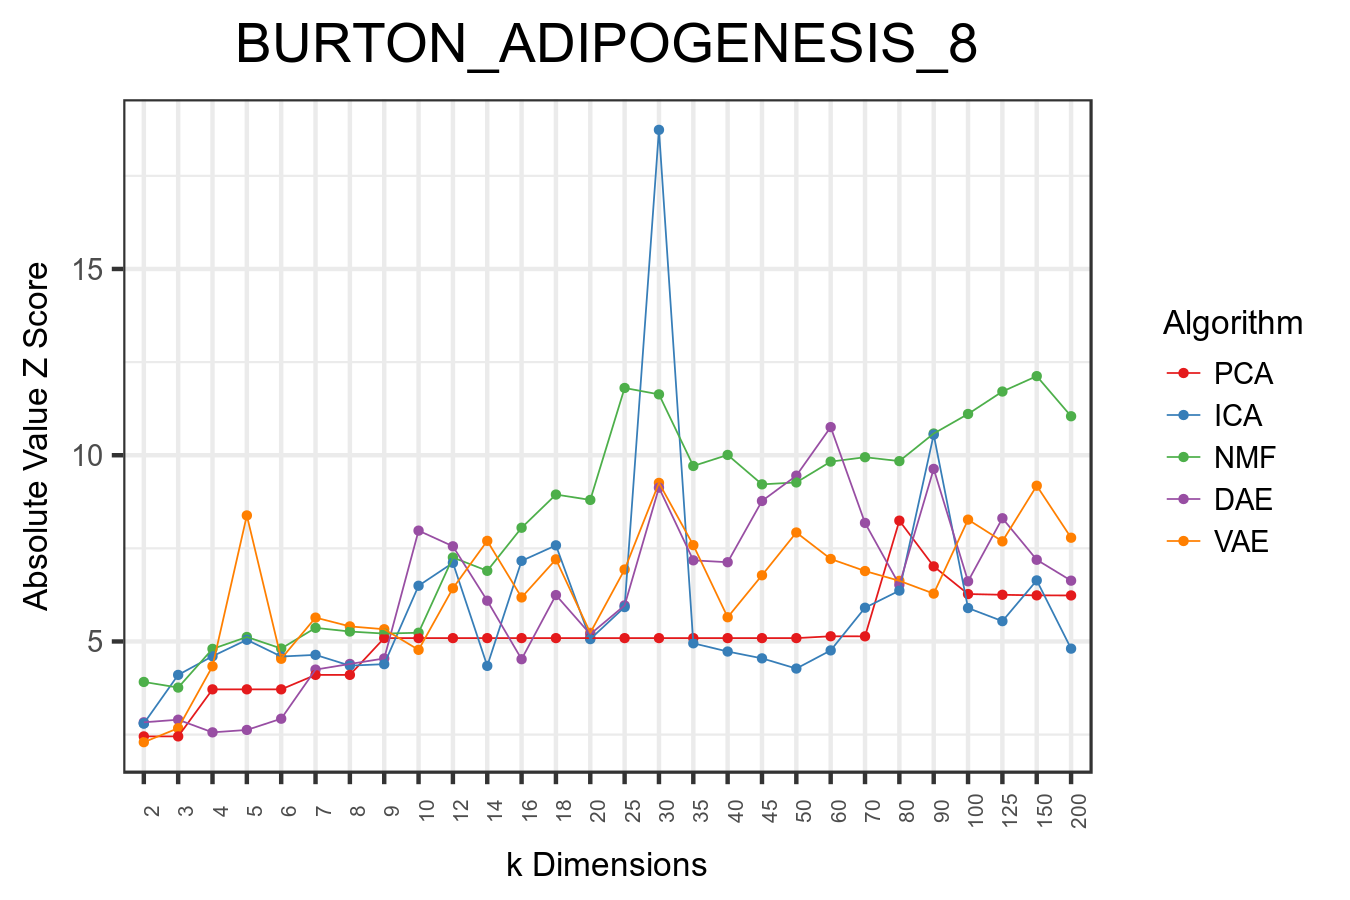 BURTON_ADIPOGENESIS_8
Absolute Value Z Score
15
10
5
2 3 4 5 6 7 8 9 10 12 14 16 18 20 25 30 35 40 45 50 60 70 80 90 100 125 150 200
k Dimensions
Algorithm
PCA
ICA
NMF
DAE
VAE